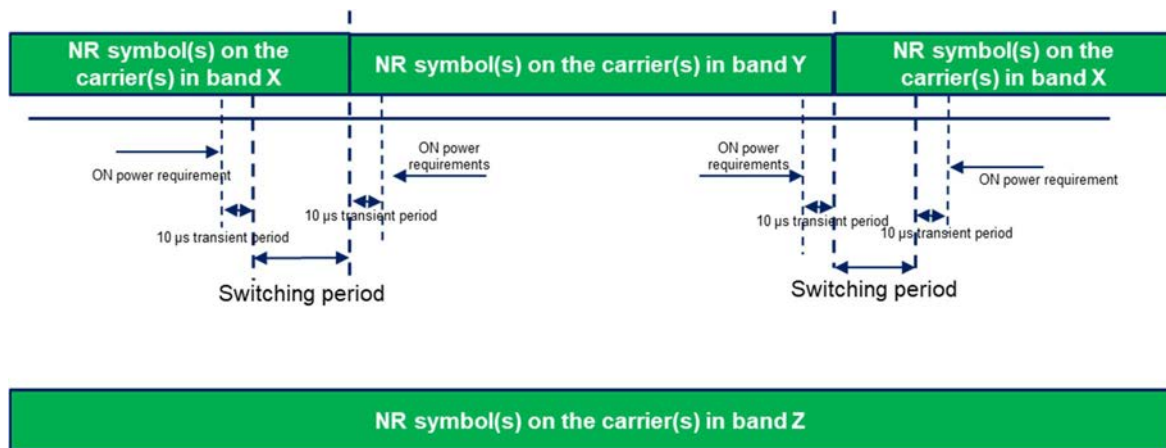 NR symbol(s) on the
carrier(s) in band X
NR symbol(s) on the carrier(s) in band Y
NR symbol(s) on the
carrier(s) in band X
ON power requirement
ON power
requirements
ON power
requirements
ON power requirement
10 µs transient period
10 µs transient period
10 µs transient period
10 µs transient period
Switching period
Switching period
NR symbol(s) on the carrier(s) in band Z